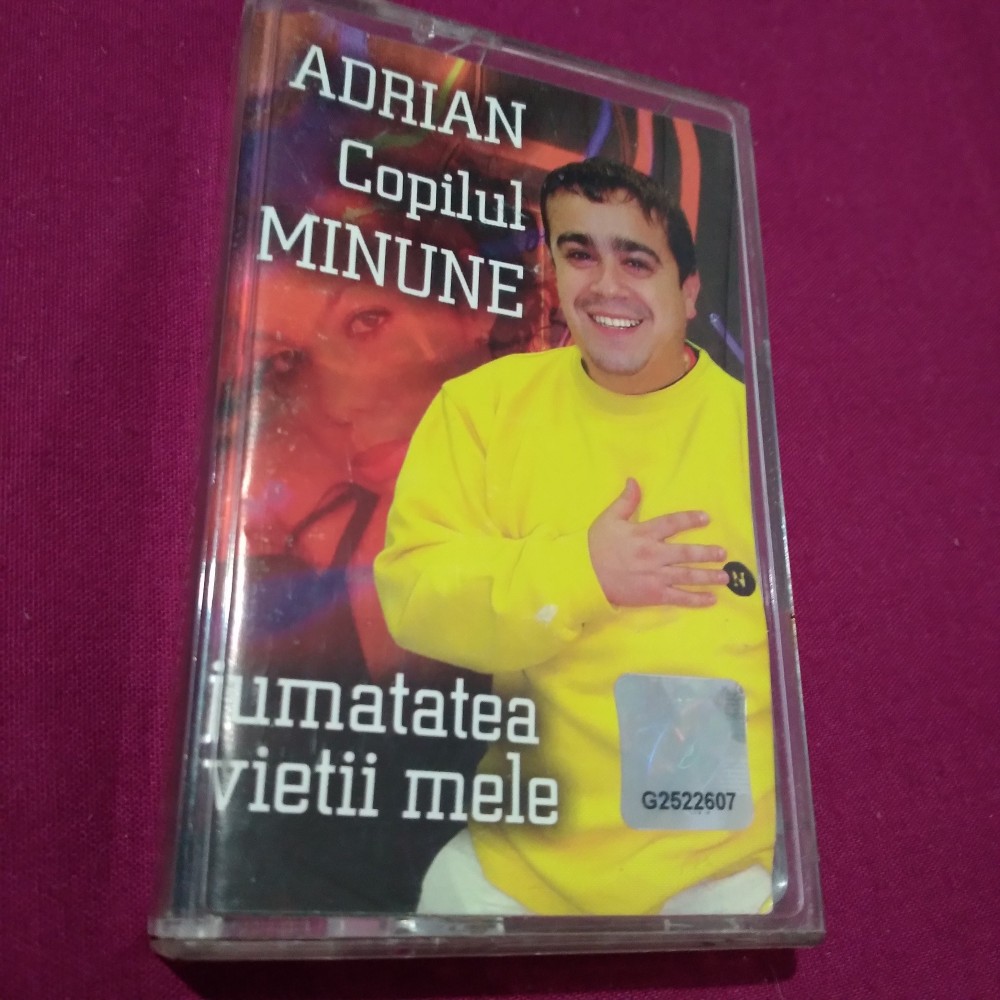 ADRIAN
Copilul
MINUNE
jumatatea
vietii mele
G2522607